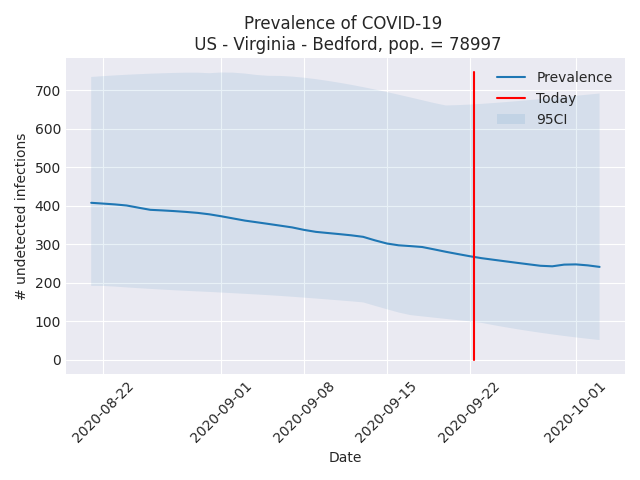 Prevalence of COVID-19
US - Virginia - Bedford, pop. = 78997
# undetected infections
700
600
500
400
300
200
100
0
Prevalence
Today
95CI
2020-08-22
2020-09-01
2020-09-08
2020-09-15
2020-09-22
2020-10-01
Date